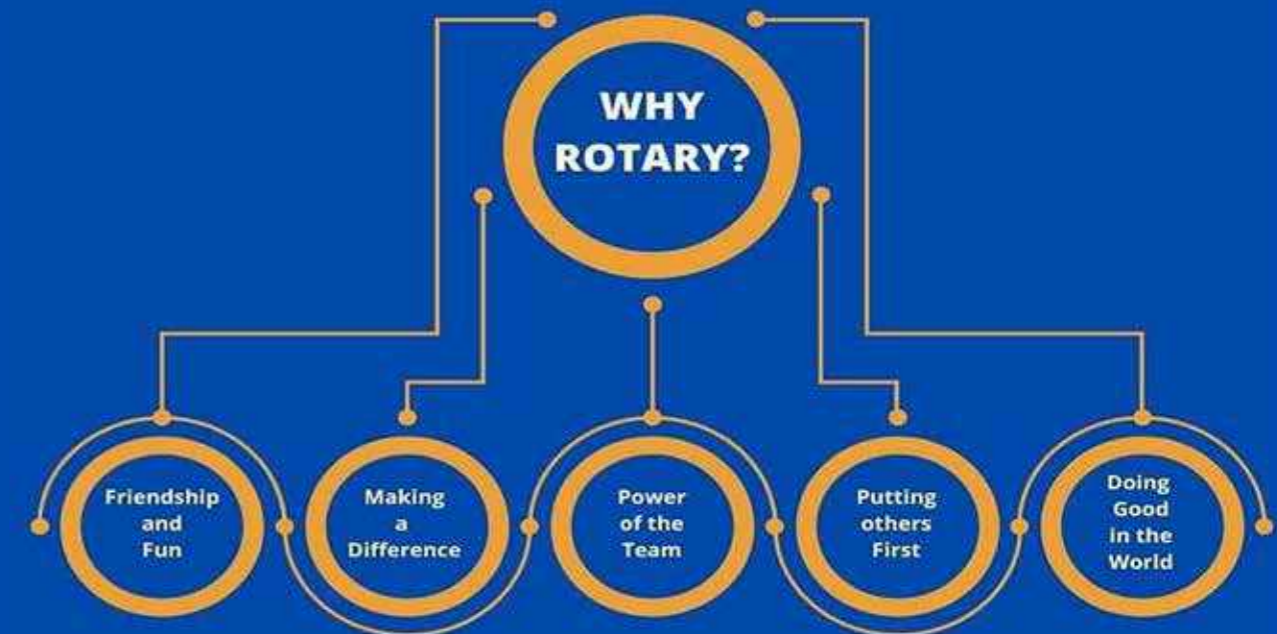 WHY
ROTARY?
Friendship
and
Fun
Making
a
Difference
Power
of the
Team
Putting
others
First
Doing
Good
in the
World